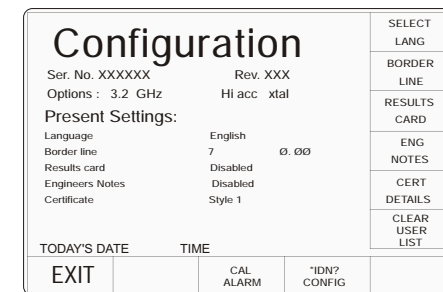 Configuration
Ser. No. XXXXXX Rev. XXX
Options : 3.2 GHz Hi acc xtal
Present Settings:
Language English
Border line 7 Ø. ØØ
Results card Disabled
Engineers Notes Disabled
Certificate Style 1
TODAY'S DATE TIME
SELECT
LANG
BORDER
LINE
RESULTS
CARD
ENG
NOTES
CERT
DETAILS
CLEAR
USER
LIST
EXIT
CAL
ALARM
*IDN?
CONFIG